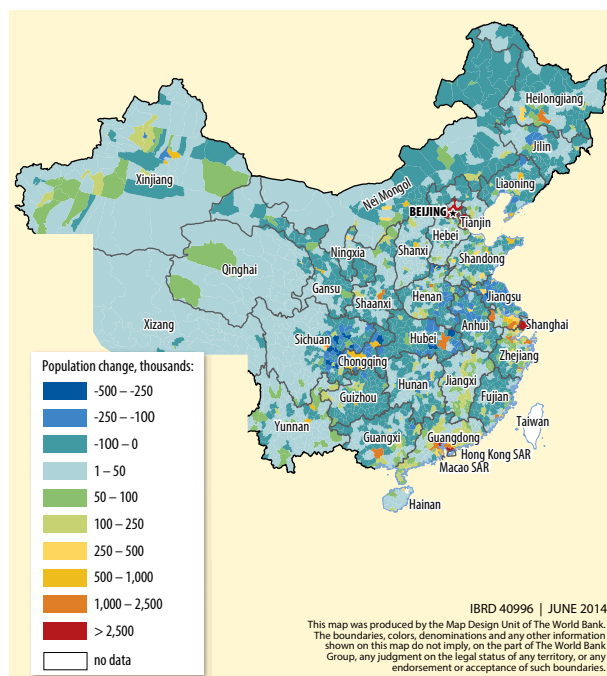 Heilongjiang
Jilin
Liaoning
Nei Mongol
BEIJING
Tianjin
Xinjiang
Hebei
Shanxi
Shandong
Ningxia
Qinghai
Gansu
Shaanxi
Henan
Jiangsu
Xizang
Anhui
Shanghai
Sichuan
Hubei
Chongqing
Zhejiang
Hunan
Jiangxi
Guizhou
Fujian
Yunnan
Taiwan
Guangxi
Guangdong
Hong Kong SAR
Macao SAR
Hainan
Population change, thousands:
-500 – -250
-250 – -100
-100 – 0
1 – 50
50 – 100
100 – 250
250 – 500
500 – 1,000
1,000 – 2,500
> 2,500
no data
IBRD 40996 | JUNE 2014
This map was produced by the Map Design Unit of The World Bank.
The boundaries, colors, denominations and any other information
shown on this map do not imply, on the part of The World Bank
Group, any judgment on the legal status of any territory, or any
endorsement or acceptance of such boundaries.